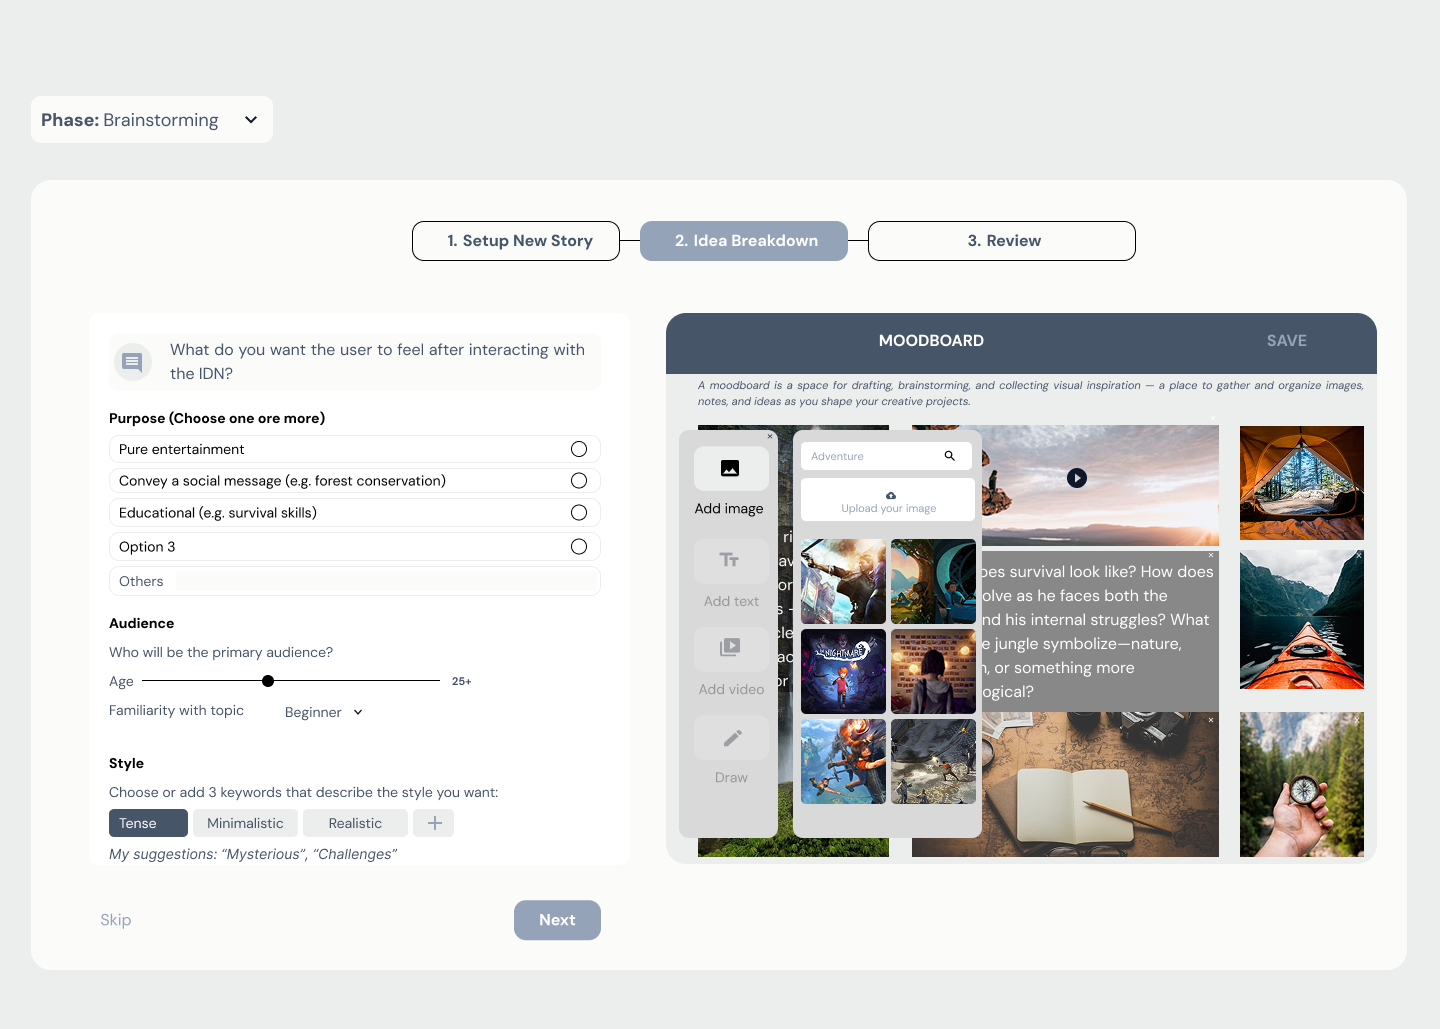 Phase: Brainstorming
1. Setup New Story
2. Idea Breakdown
3. Review
What do you want the user to feel after interacting with
the IDN?
Purpose (Choose one ore more)
Pure entertainment
Convey a social message (e.g. forest conservation)
Educational (e.g. survival skills)
Option 3
Others
Audience
Who will be the primary audience?
Age
25+
Familiarity with topic
Beginner
Style
Choose or add 3 keywords that describe the style you want:
Tense
Minimalistic
Realistic
My suggestions: “Mysterious”, “Challenges”
Skip
Next
MOODBOARD
SAVE
A moodboard is a space for drafting, brainstorming, and collecting visual inspiration — a place to gather and organize images,
notes, and ideas as you shape your creative projects.
Add image
Tт
Add text
Add video
Draw
Adventure
Upload your image
NIGHTMARE
oes survival look like? How does
olve as he faces both the
nd his internal struggles? What
e jungle symbolize—nature,
n, or something more
ogical?